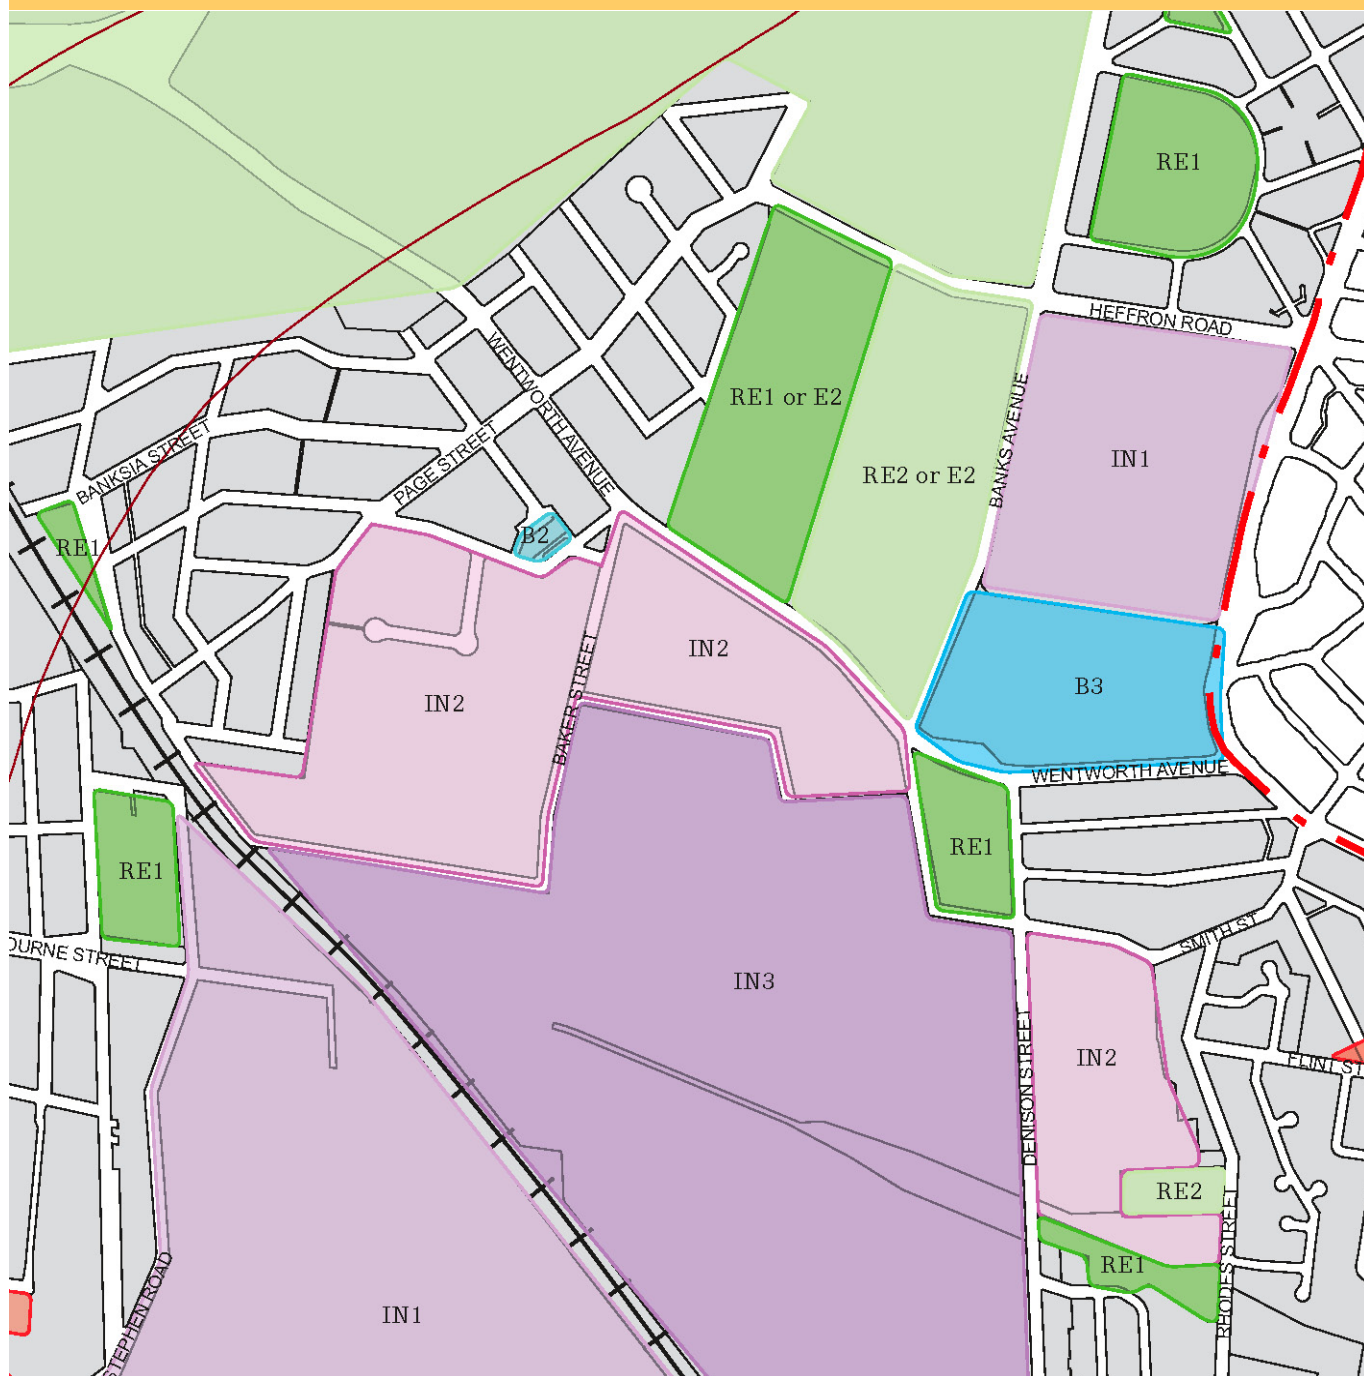 RE1
HEFFRON ROAD
WENTWORTH AVENUE
RE1 or E2
BANKS AVENUE
BANKSIA STREET
PAGE STREET
IN1
RE2 or E2
B2
RE1
BAKER STREET
IN2
IN2
B3
WENTWORTH AVENUE
RE1
RE1
SMITH ST
OURNE STREET
IN3
DENISON STREET
IN2
FLINT ST
RE2
RHODES STREET
RE1
STEPHEN ROAD
IN1